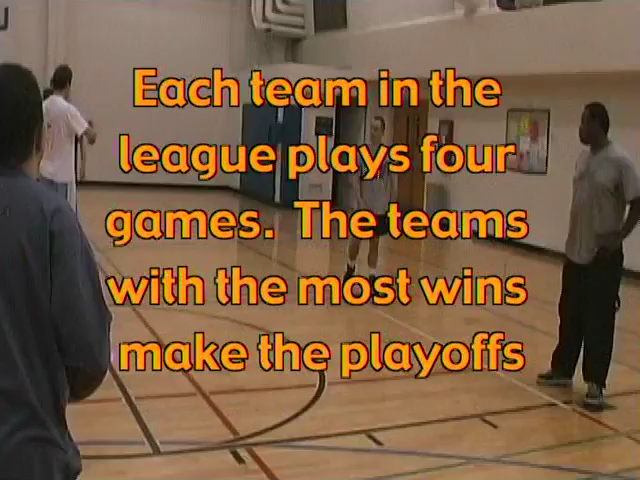 Each team in the
league plays four
games. The teams
with the most wins
make the playoffs